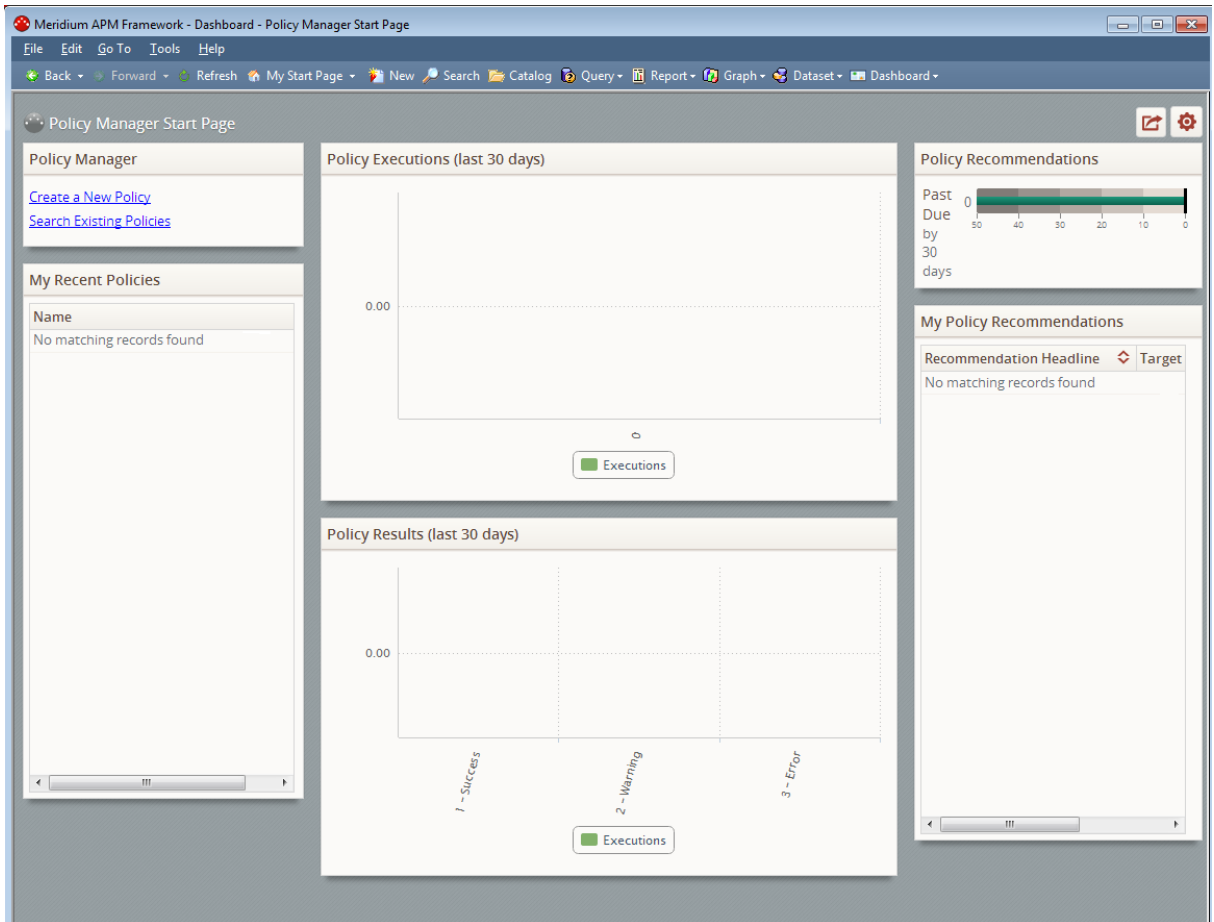 Meridium APM Framework - Dashboard - Policy Manager Start Page
File Edit Go To Tools Help
Back Forward Refresh My Start Page New Search Catalog Query Report Graph Dataset Dashboard
Policy Manager Start Page
Policy Manager
Create a New Policy
Search Existing Policies
My Recent Policies
Name
No matching records found
Policy Executions (last 30 days)
0.00
0
Executions
Policy Results (last 30 days)
0.00
1 - Success
2 - Warning
3 - Error
Executions
Policy Recommendations
Past
Due
by
30
days
0
50 40 30 20 10 0
My Policy Recommendations
Recommendation Headline Target
No matching records found